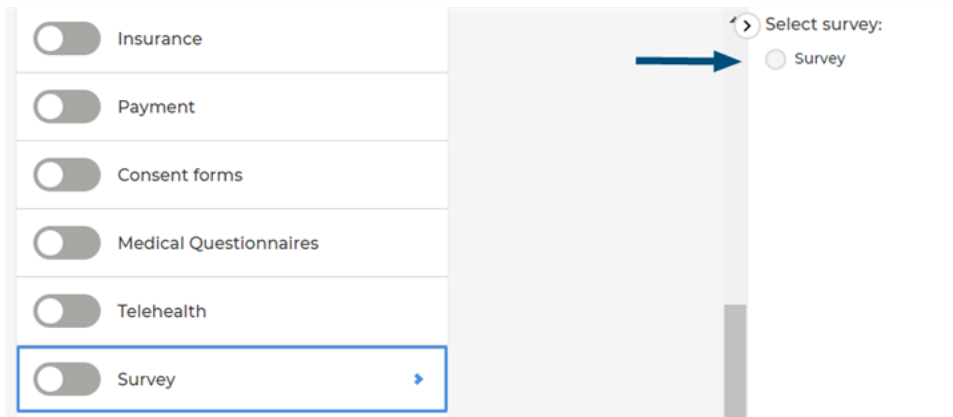 Insurance
Payment
Consent forms
Medical Questionnaires
Telehealth
Survey
Select survey:
Survey